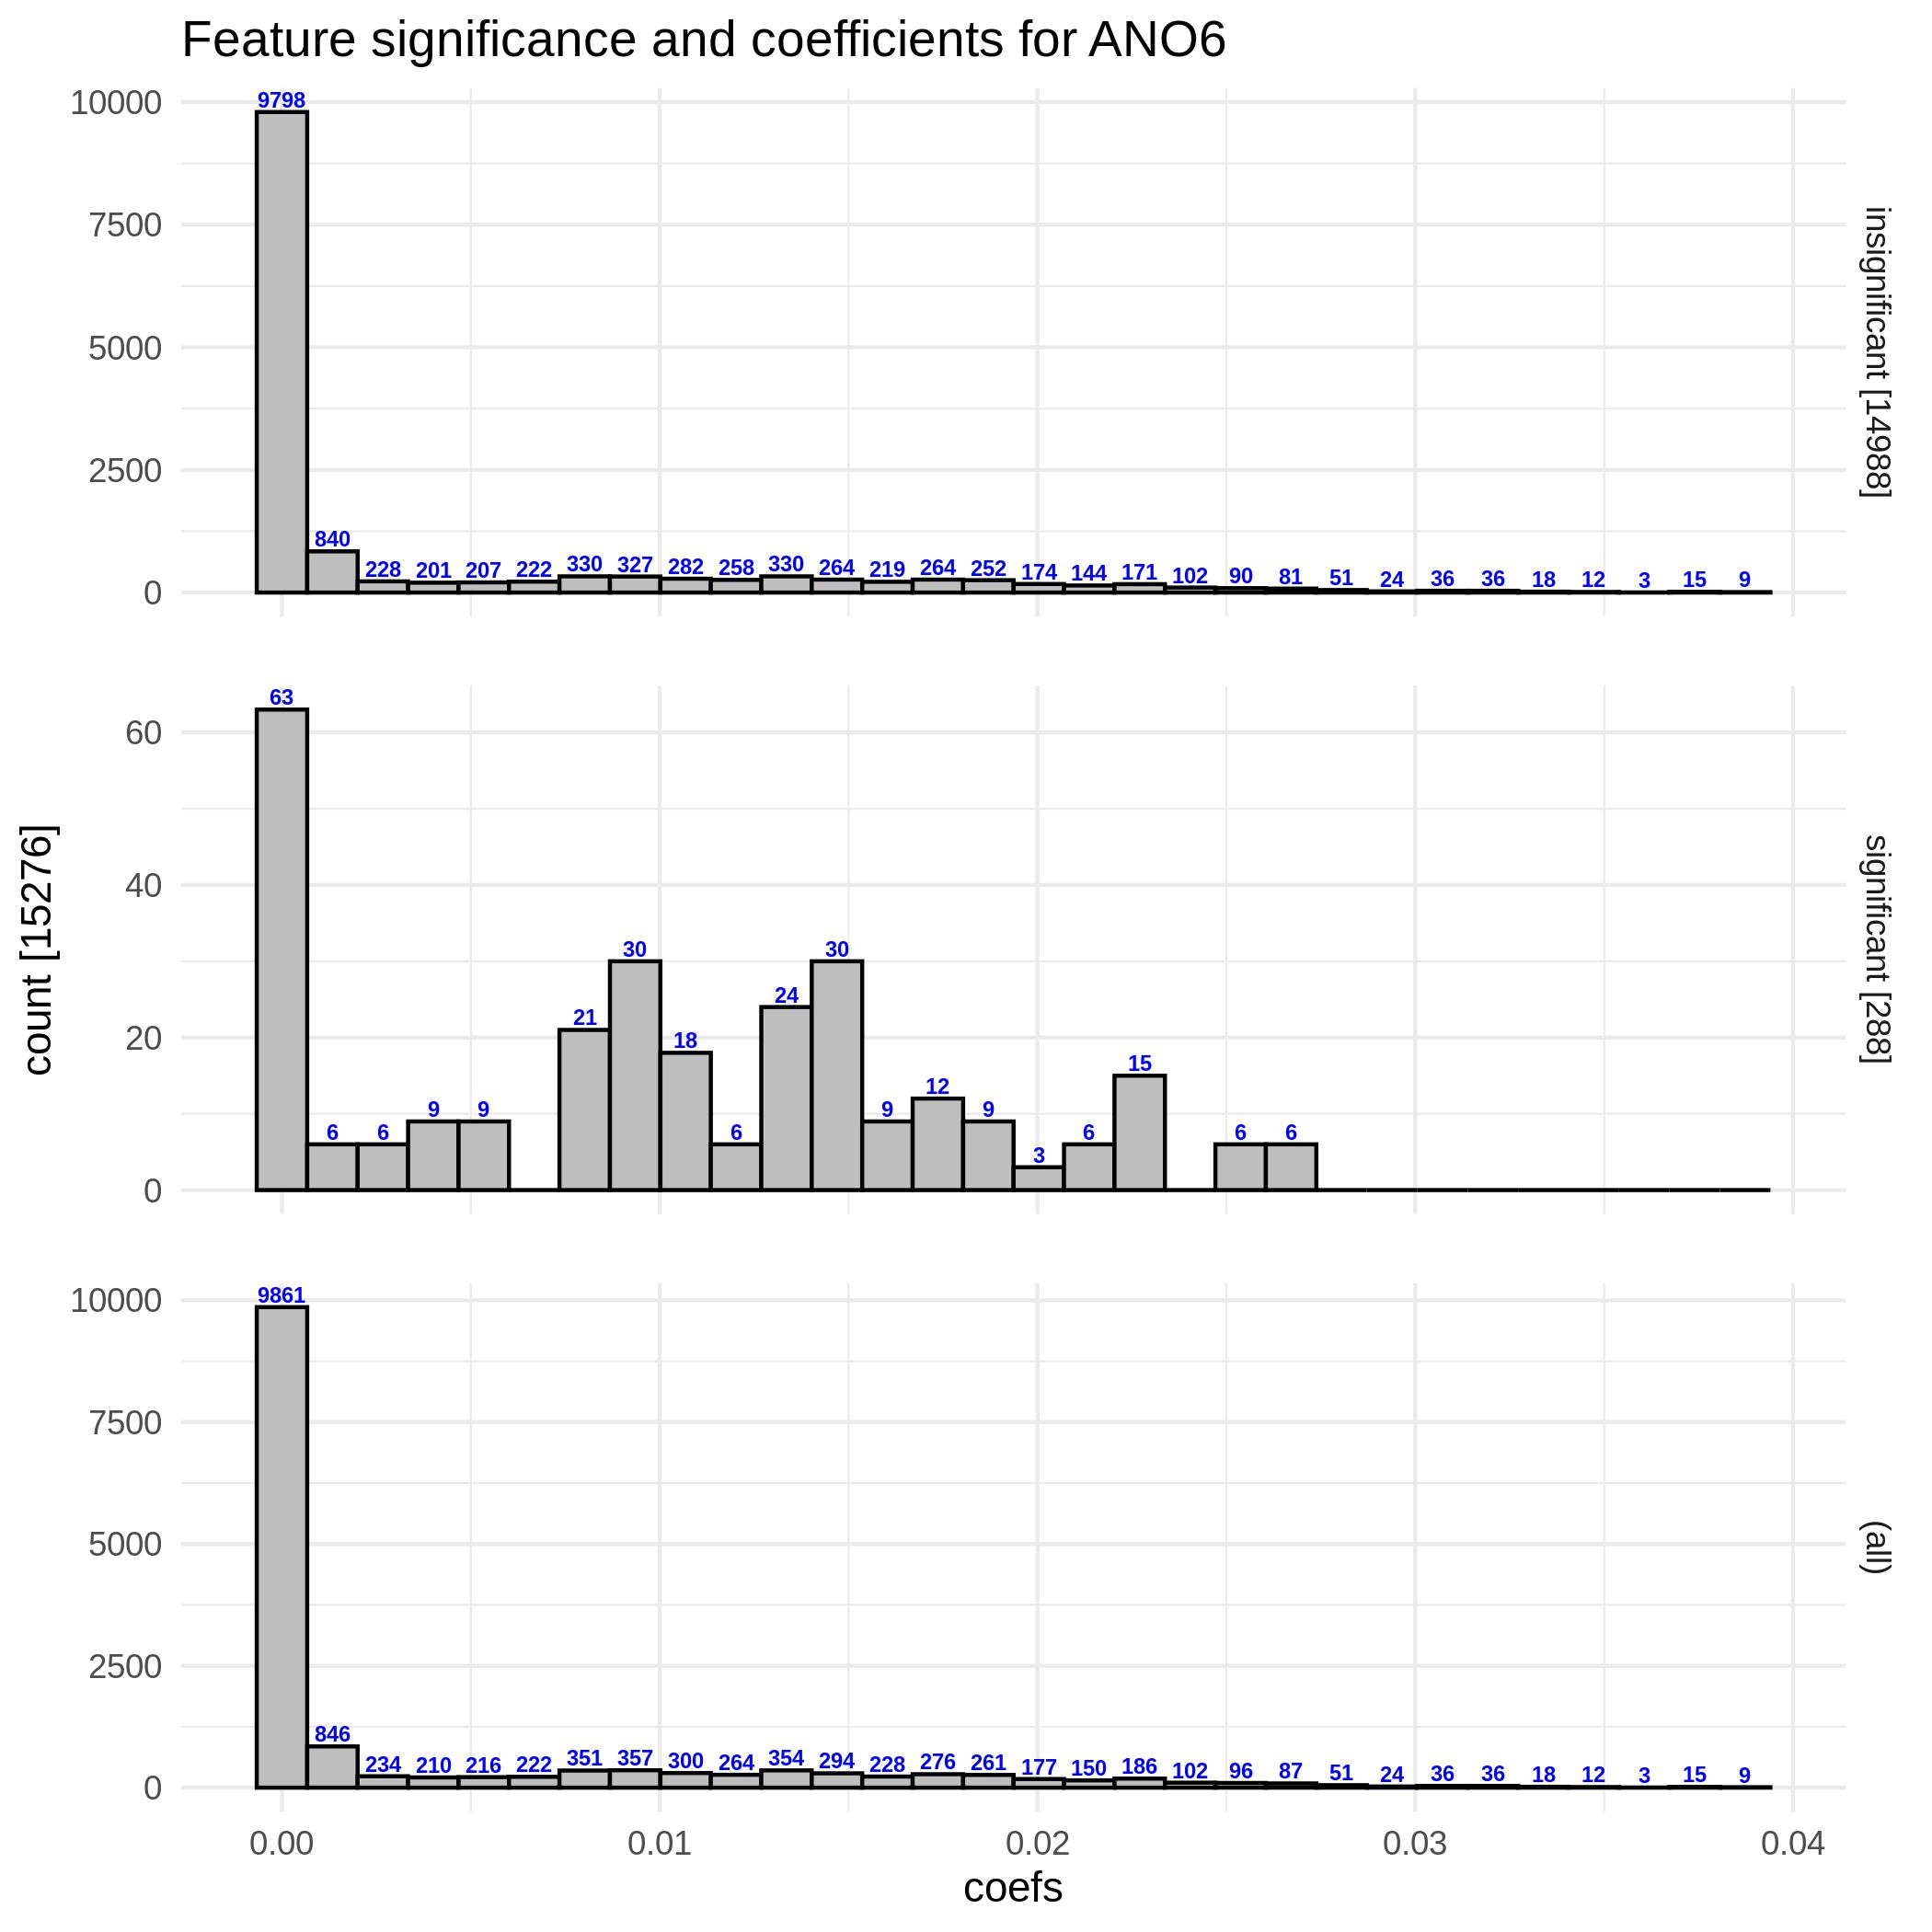 Feature significance and coefficients for ANO6
10000
7500
5000
2500
0
9798
840
228 201 207 222 330 327 282 258 330 264 219 264 252 174 144 171 102 90 81 51 24 36 36 18 12 3 15 9
insignificant [14988]
count [15276]
60
40
20
0
63
6 6 9 9 21 30 18 6 24 30 9 12 9 3 6 15 6 6
significant [288]
10000
7500
5000
2500
0
9861
846
234 210 216 222 351 357 300 264 354 294 228 276 261 177 150 186 102 96 87 51 24 36 36 18 12 3 15 9
(all)
0.00 0.01 0.02 0.03 0.04
coefs